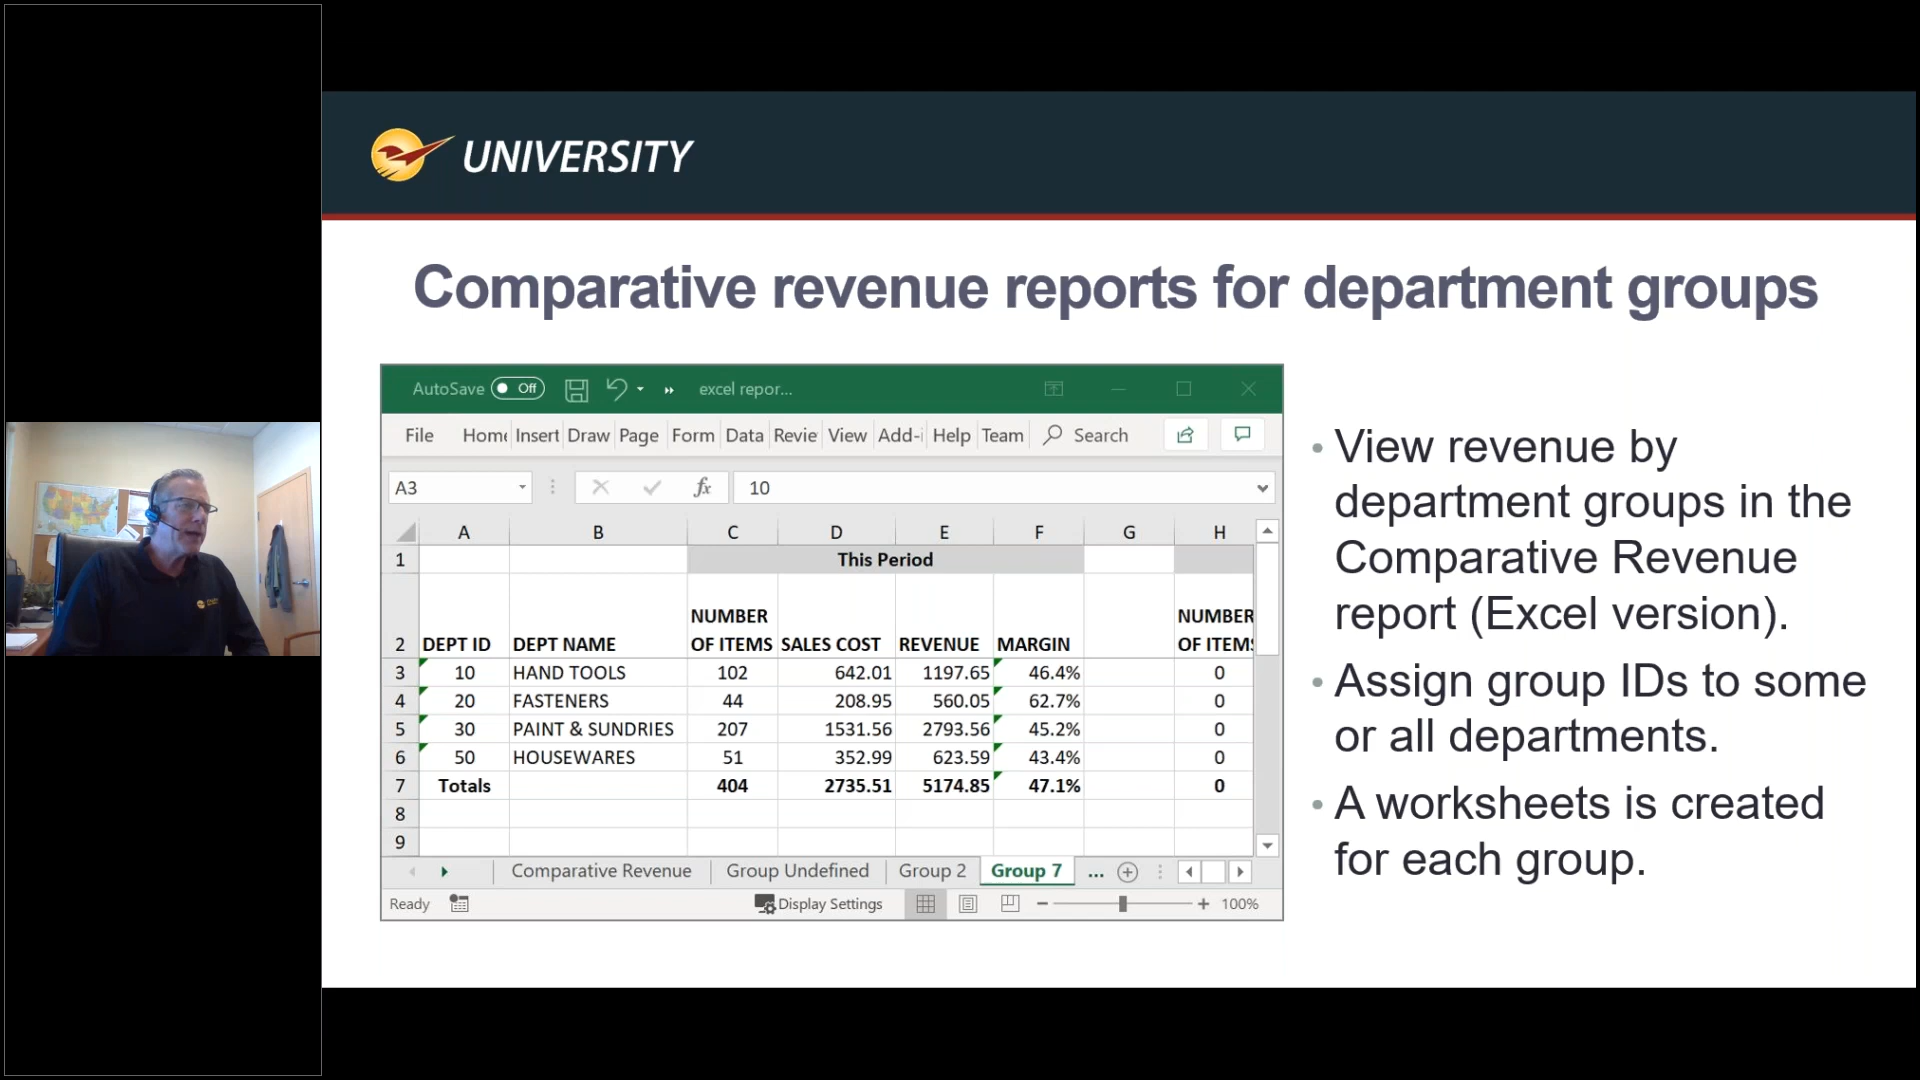 UNIVERSITY
Comparative revenue reports for department groups
AutoSave Off excel repor...
File Home Insert Draw Page Form Data Revie View Add-i Help Team Search
A3 fx 10
A B C D E F G H
1 This Period
2 DEPT ID DEPT NAME NUMBER OF ITEMS SALES COST REVENUE MARGIN NUMBER OF ITEMS
3 10 HAND TOOLS 102 642.01 1197.65 46.4% 0
4 20 FASTENERS 44 208.95 560.05 62.7% 0
5 30 PAINT & SUNDRIES 207 1531.56 2793.56 45.2% 0
6 50 HOUSEWARES 51 352.99 623.59 43.4% 0
7 Totals 404 2735.51 5174.85 47.1% 0
8
9
Comparative Revenue Group Undefined Group 2 Group 7 ...
Ready Display Settings 100%
• View revenue by
department groups in the
Comparative Revenue
report (Excel version).
• Assign group IDs to some
or all departments.
• A worksheets is created
for each group.